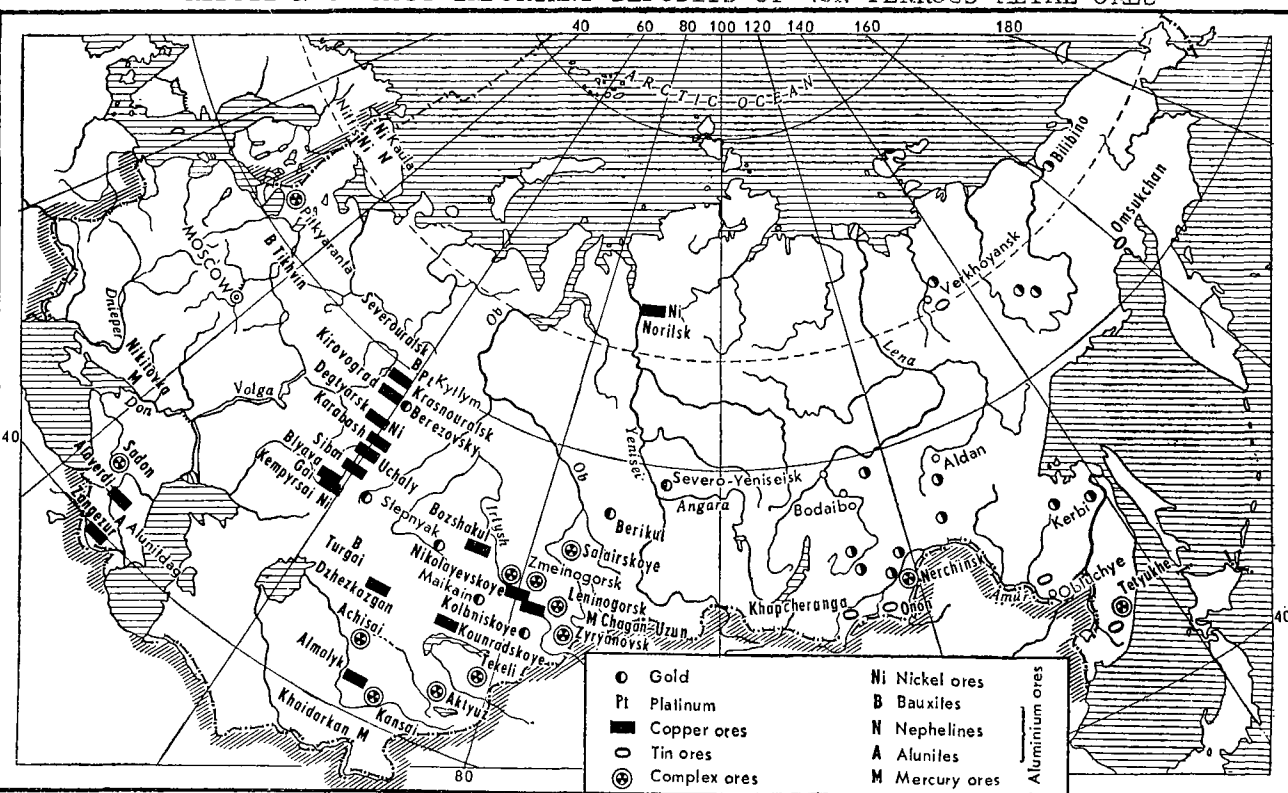 40 60 80 100 120 140 160 180
ARCTIC OCEAN
Ni Kaula
N
Pitkyaranta
MOSCOW
B Tikhvin
Dnieper
Nikitovka
M
Don
Volga
40
Sadon
Alaverdi
A Alunitdag
Zangezur
Severouralsk
B
Pt Kytlym
Kirovograd
Krasnouralsk
Degtyarsk
Berezovsky
Karabash
Ni
Sibai
Uchaly
Blyava
Gai
Kempyrsai Ni
40
Ni
Norilsk
Bilibino
Omsukchan
Verkhoyansk
Lena
Yenisei
Ob
Irtysh
Severo-Yeniseisk
Angara
Bodaibo
Aldan
Kerbi
Stepnyak
Bozshakul
Berikul
Salairskoye
B
Turgai
Nikolayevskoye
Zmeinogorsk
Dzhezkazgan
Maikain
Leninogorsk
Kolbniskoye
M Chagan-Uzun
Achisai
Kounradskoye
Zyryanovsk
Almalyk
Tekeli
Aktyuz
Kansai
Khaidarkan M
Khapcheranga
Onon
Nerchinsk
Amur
Oluchye
Tetyukhe
40
80
Gold
Pt Platinum
Copper ores
Tin ores
Complex ores
Ni Nickel ores
B Bauxites
N Nephelines
A Alunites
M Mercury ores
Aluminium ores